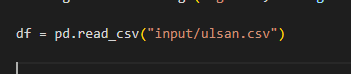 df = pd.read_csv("input/ulsan.csv")